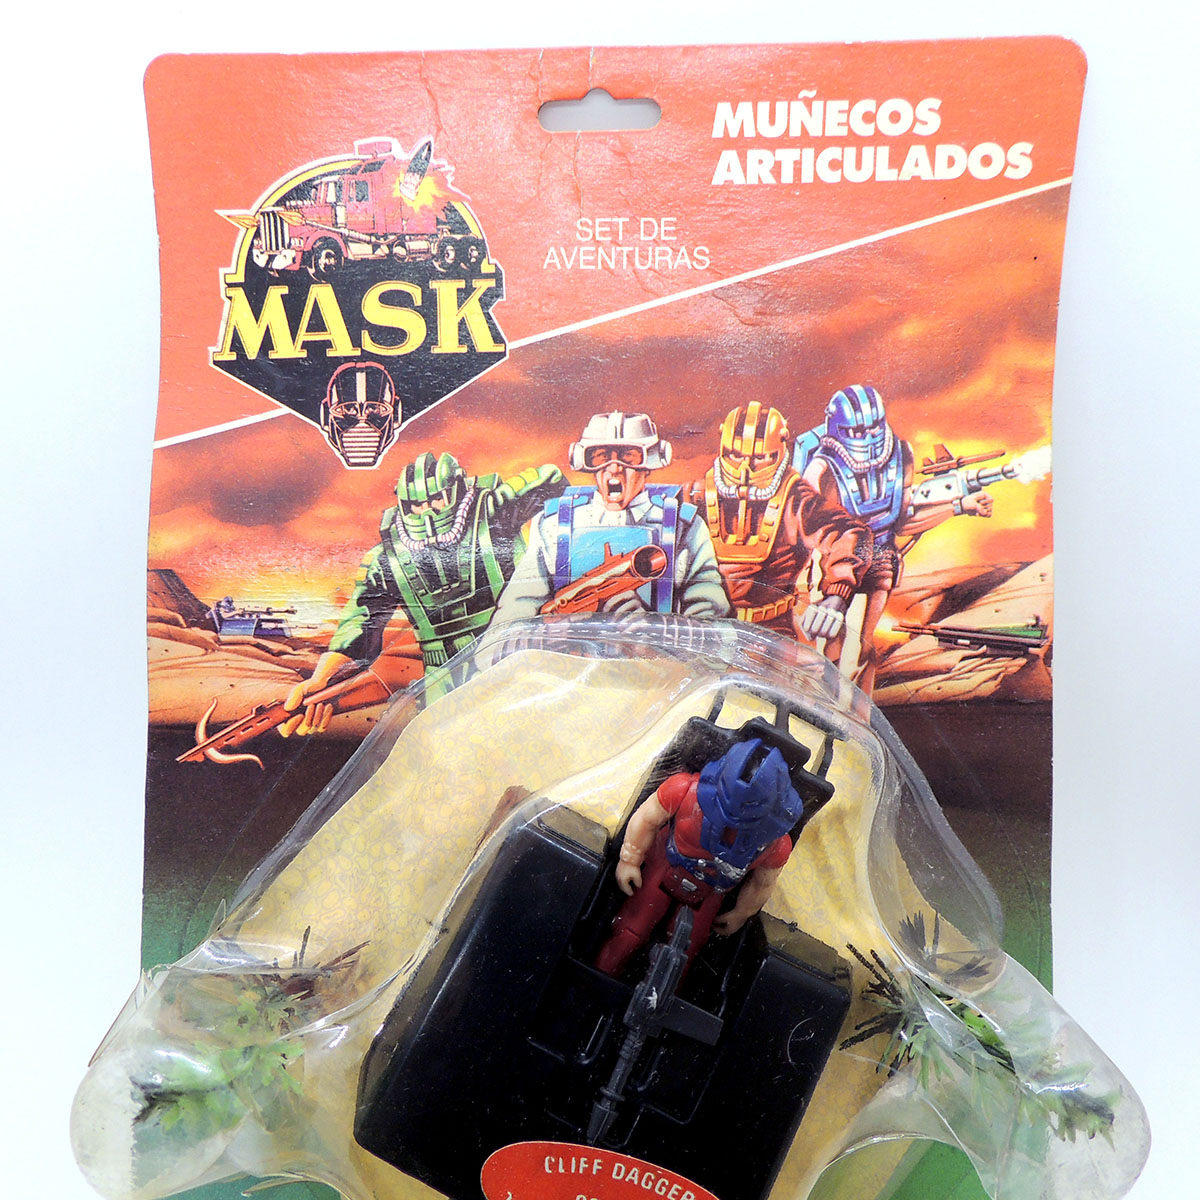 MUÑECOS
ARTICULADOS
SET DE
AVENTURAS
MASK
CLIFF DAGGER